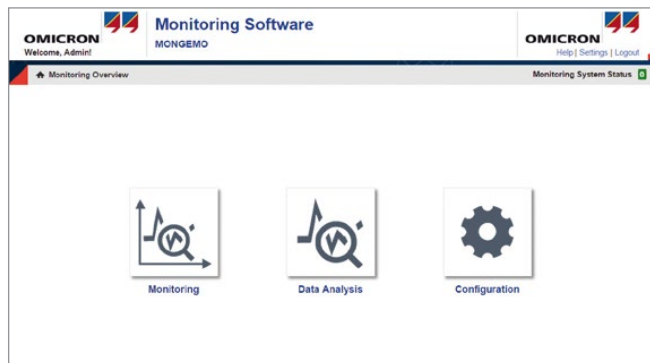 OMICRON
Welcome, Admin!
Monitoring Software
MONGEMO
OMICRON
Help | Settings | Logout
Monitoring Overview
Monitoring System Status 0
Monitoring
Data Analysis
Configuration